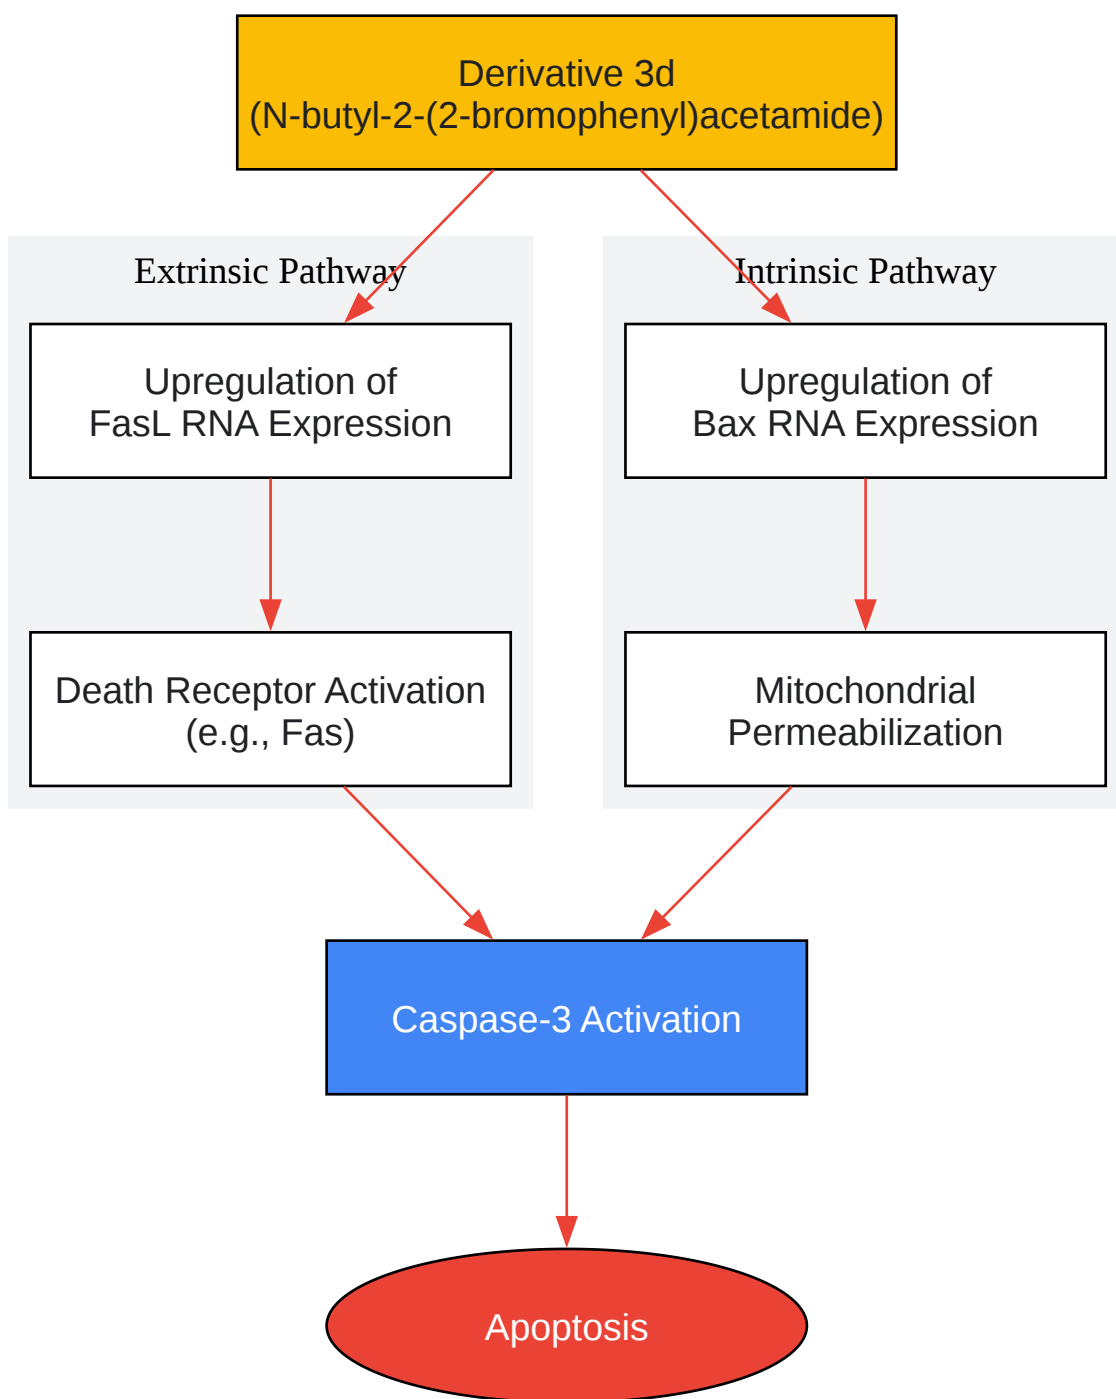 Derivative 3d
(N-butyl-2-(2-bromophenyl)acetamide)
Extrinsic Pathway
Upregulation of
FasL RNA Expression
Death Receptor Activation
(e.g., Fas)
Intrinsic Pathway
Upregulation of
Bax RNA Expression
Mitochondrial
Permeabilization
Caspase-3 Activation
Apoptosis